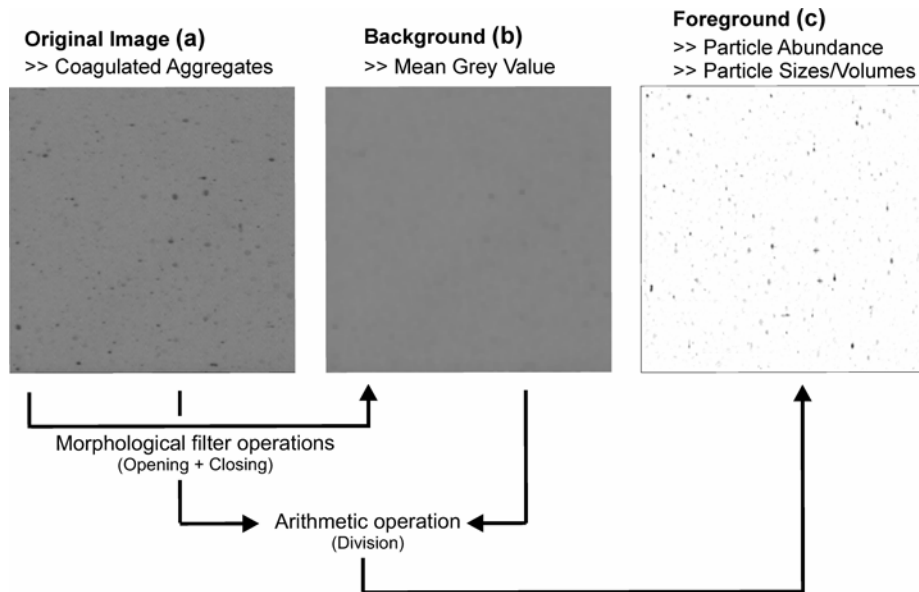 Original Image (a)
>> Coagulated Aggregates
Background (b)
>> Mean Grey Value
Foreground (c)
>> Particle Abundance
>> Particle Sizes/Volumes
Morphological filter operations
(Opening + Closing)
Arithmetic operation
(Division)